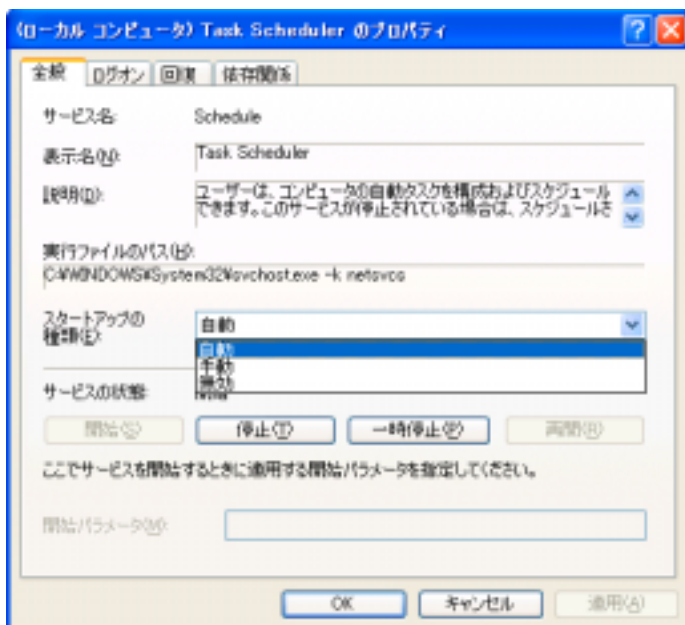 (ローカル コンピュータ) Task Scheduler のプロパティ
全般 ログオン 回復 依存関係
サービス名: Schedule
表示名(N): Task Scheduler
説明(D): ユーザーは、コンピュータの自動タスクを構成およびスケジュール
できます。このサービスが停止されている場合は、スケジュールさ
実行ファイルのパス(H):
C:¥WINDOWS¥System32¥svchost.exe -k netsvcs
スタートアップの
種類(E): 自動
自動
手動
無効
サービスの状態:
開始(S) 停止(T) 一時停止(P) 再開(R)
ここでサービスを開始するときに適用する開始パラメータを指定してください。
開始パラメータ(M):
OK キャンセル 適用(A)